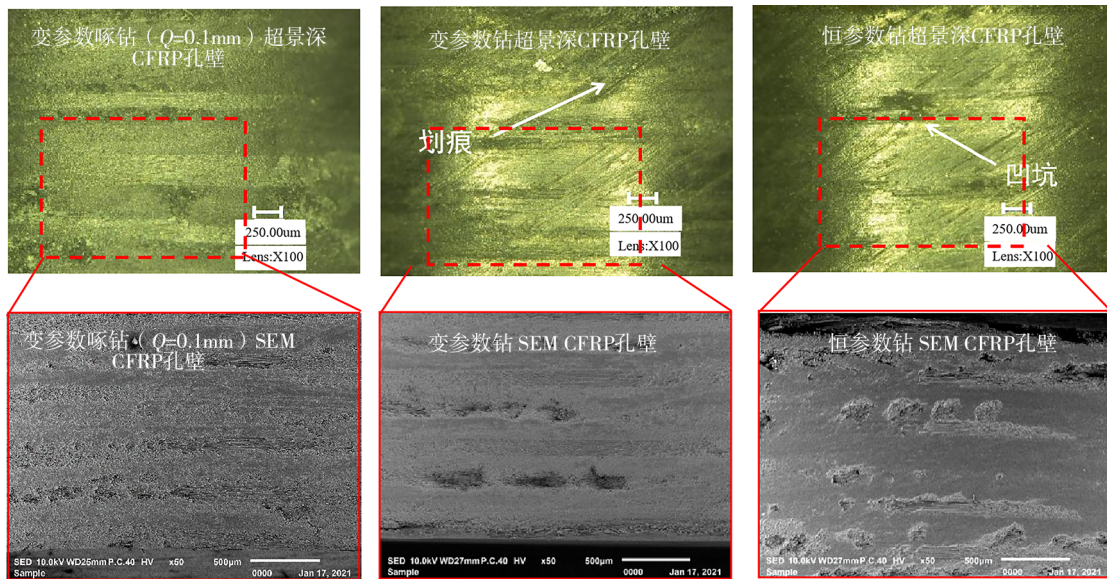 变参数啄钻（Q=0.1mm）超景深
CFRP孔壁
250.00um
Lens:X100
变参数钻超景深CFRP孔壁
划痕
250.00um
Lens:X100
恒参数钻超景深CFRP孔壁
凹坑
250.00um
Lens:X100
变参数啄钻（Q=0.1mm）SEM
CFRP孔壁
SED 10.0kV WD25mm P.C.40 HV x50 500μm
Sample 0000 Jan 17, 2021
变参数钻 SEM CFRP孔壁
SED 10.0kV WD27mm P.C.40 HV x50 500μm
Sample 0000 Jan 17, 2021
恒参数钻 SEM CFRP孔壁
SED 10.0kV WD27mm P.C.40 HV x50 500μm
Sample 0000 Jan 17, 2021